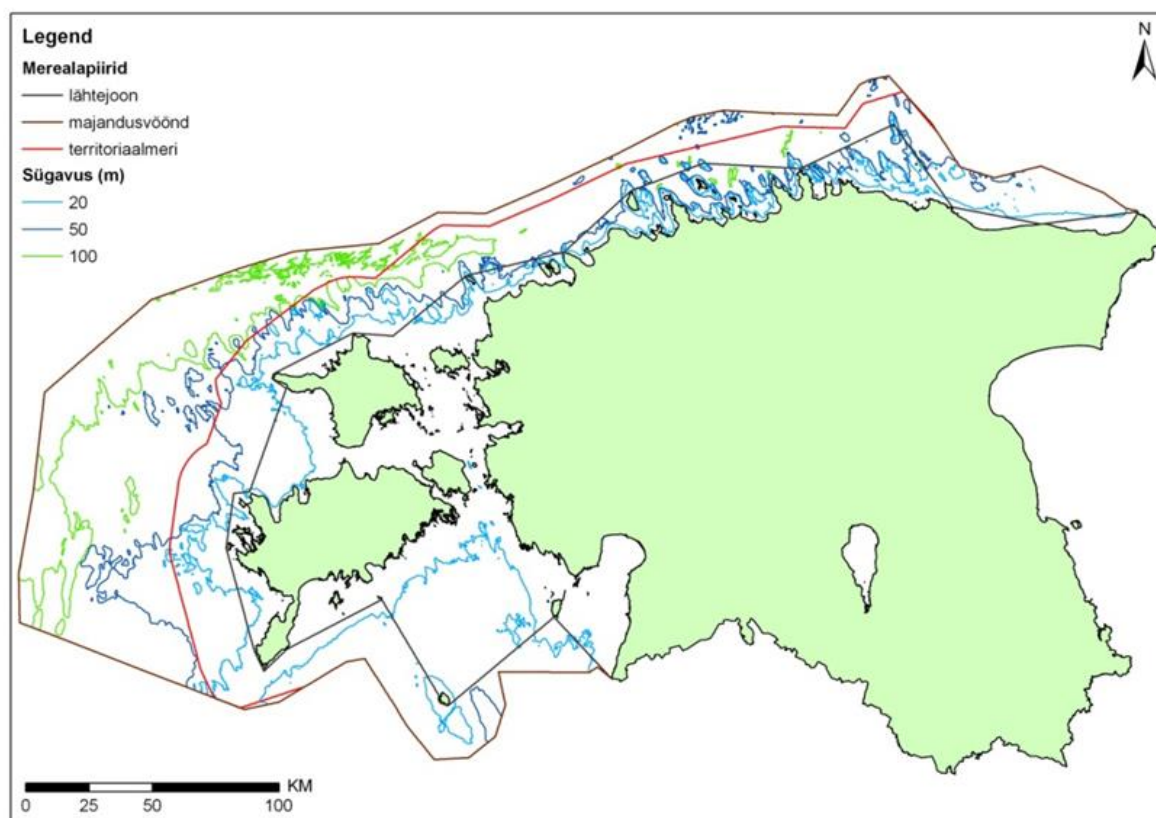 Legend
Merealapiirid
lähtejoon
majandusvöönd
territoriaalmeri
Sügavus (m)
20
50
100
N
KM
0 25 50 100